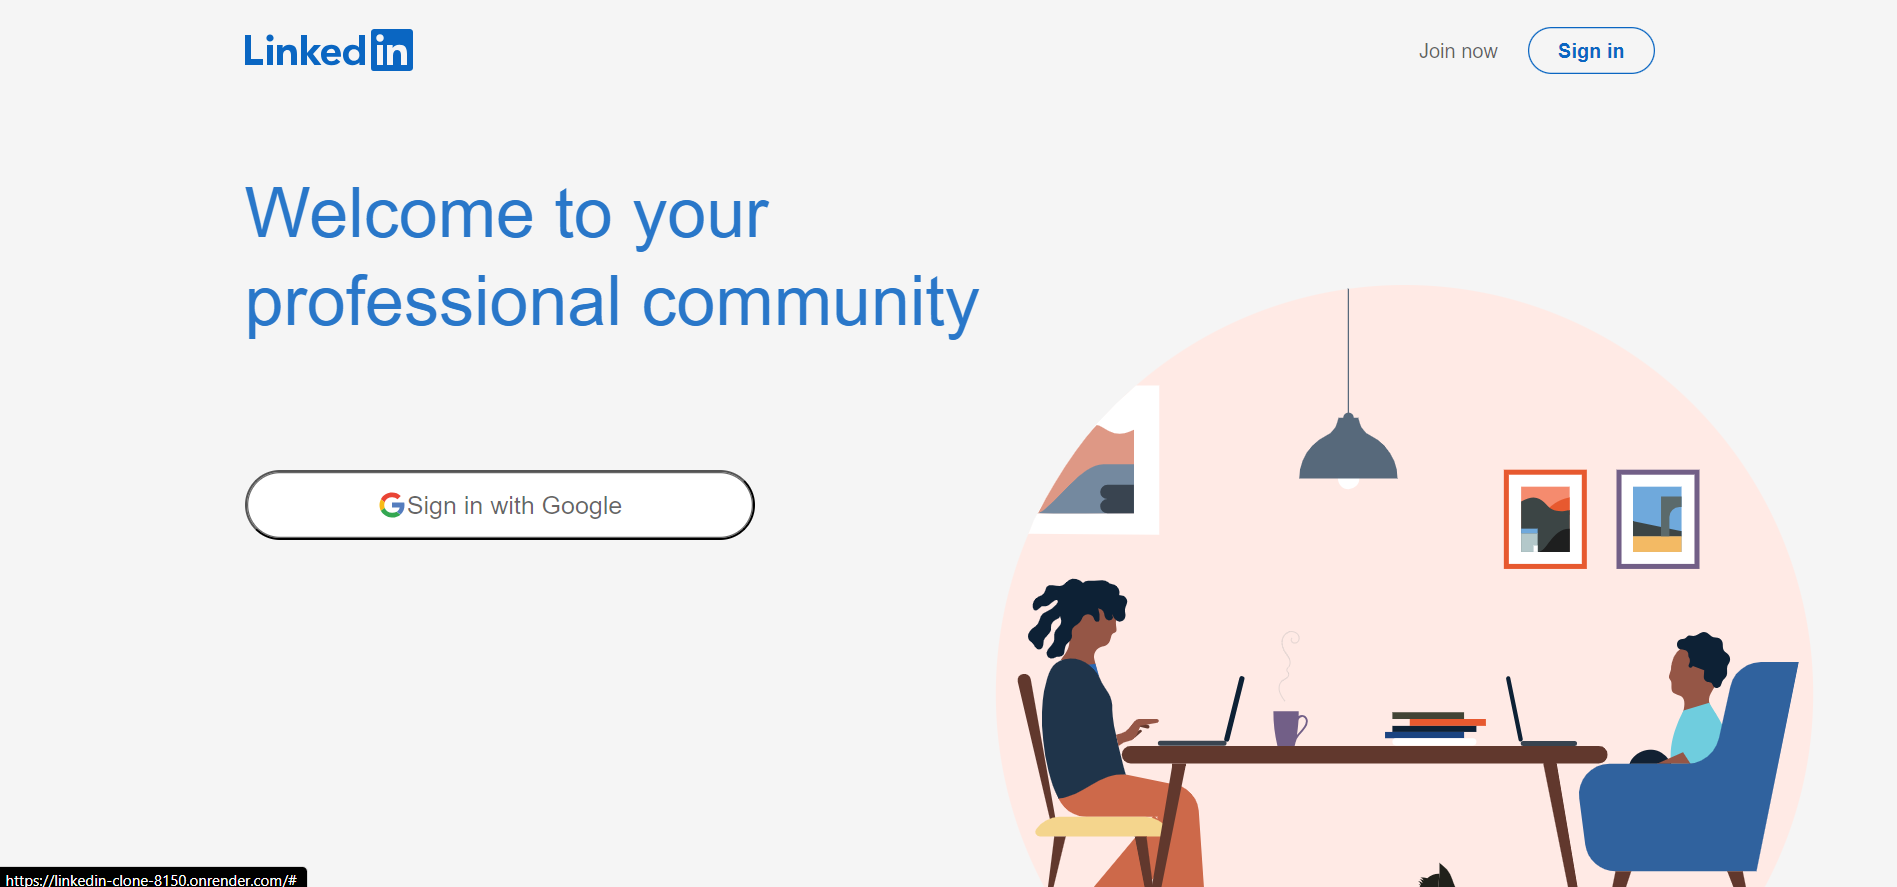 Linkedin
Join now
Sign in
Welcome to your
professional community
Sign in with Google
https://linkedin-clone-8150.onrender.com/#